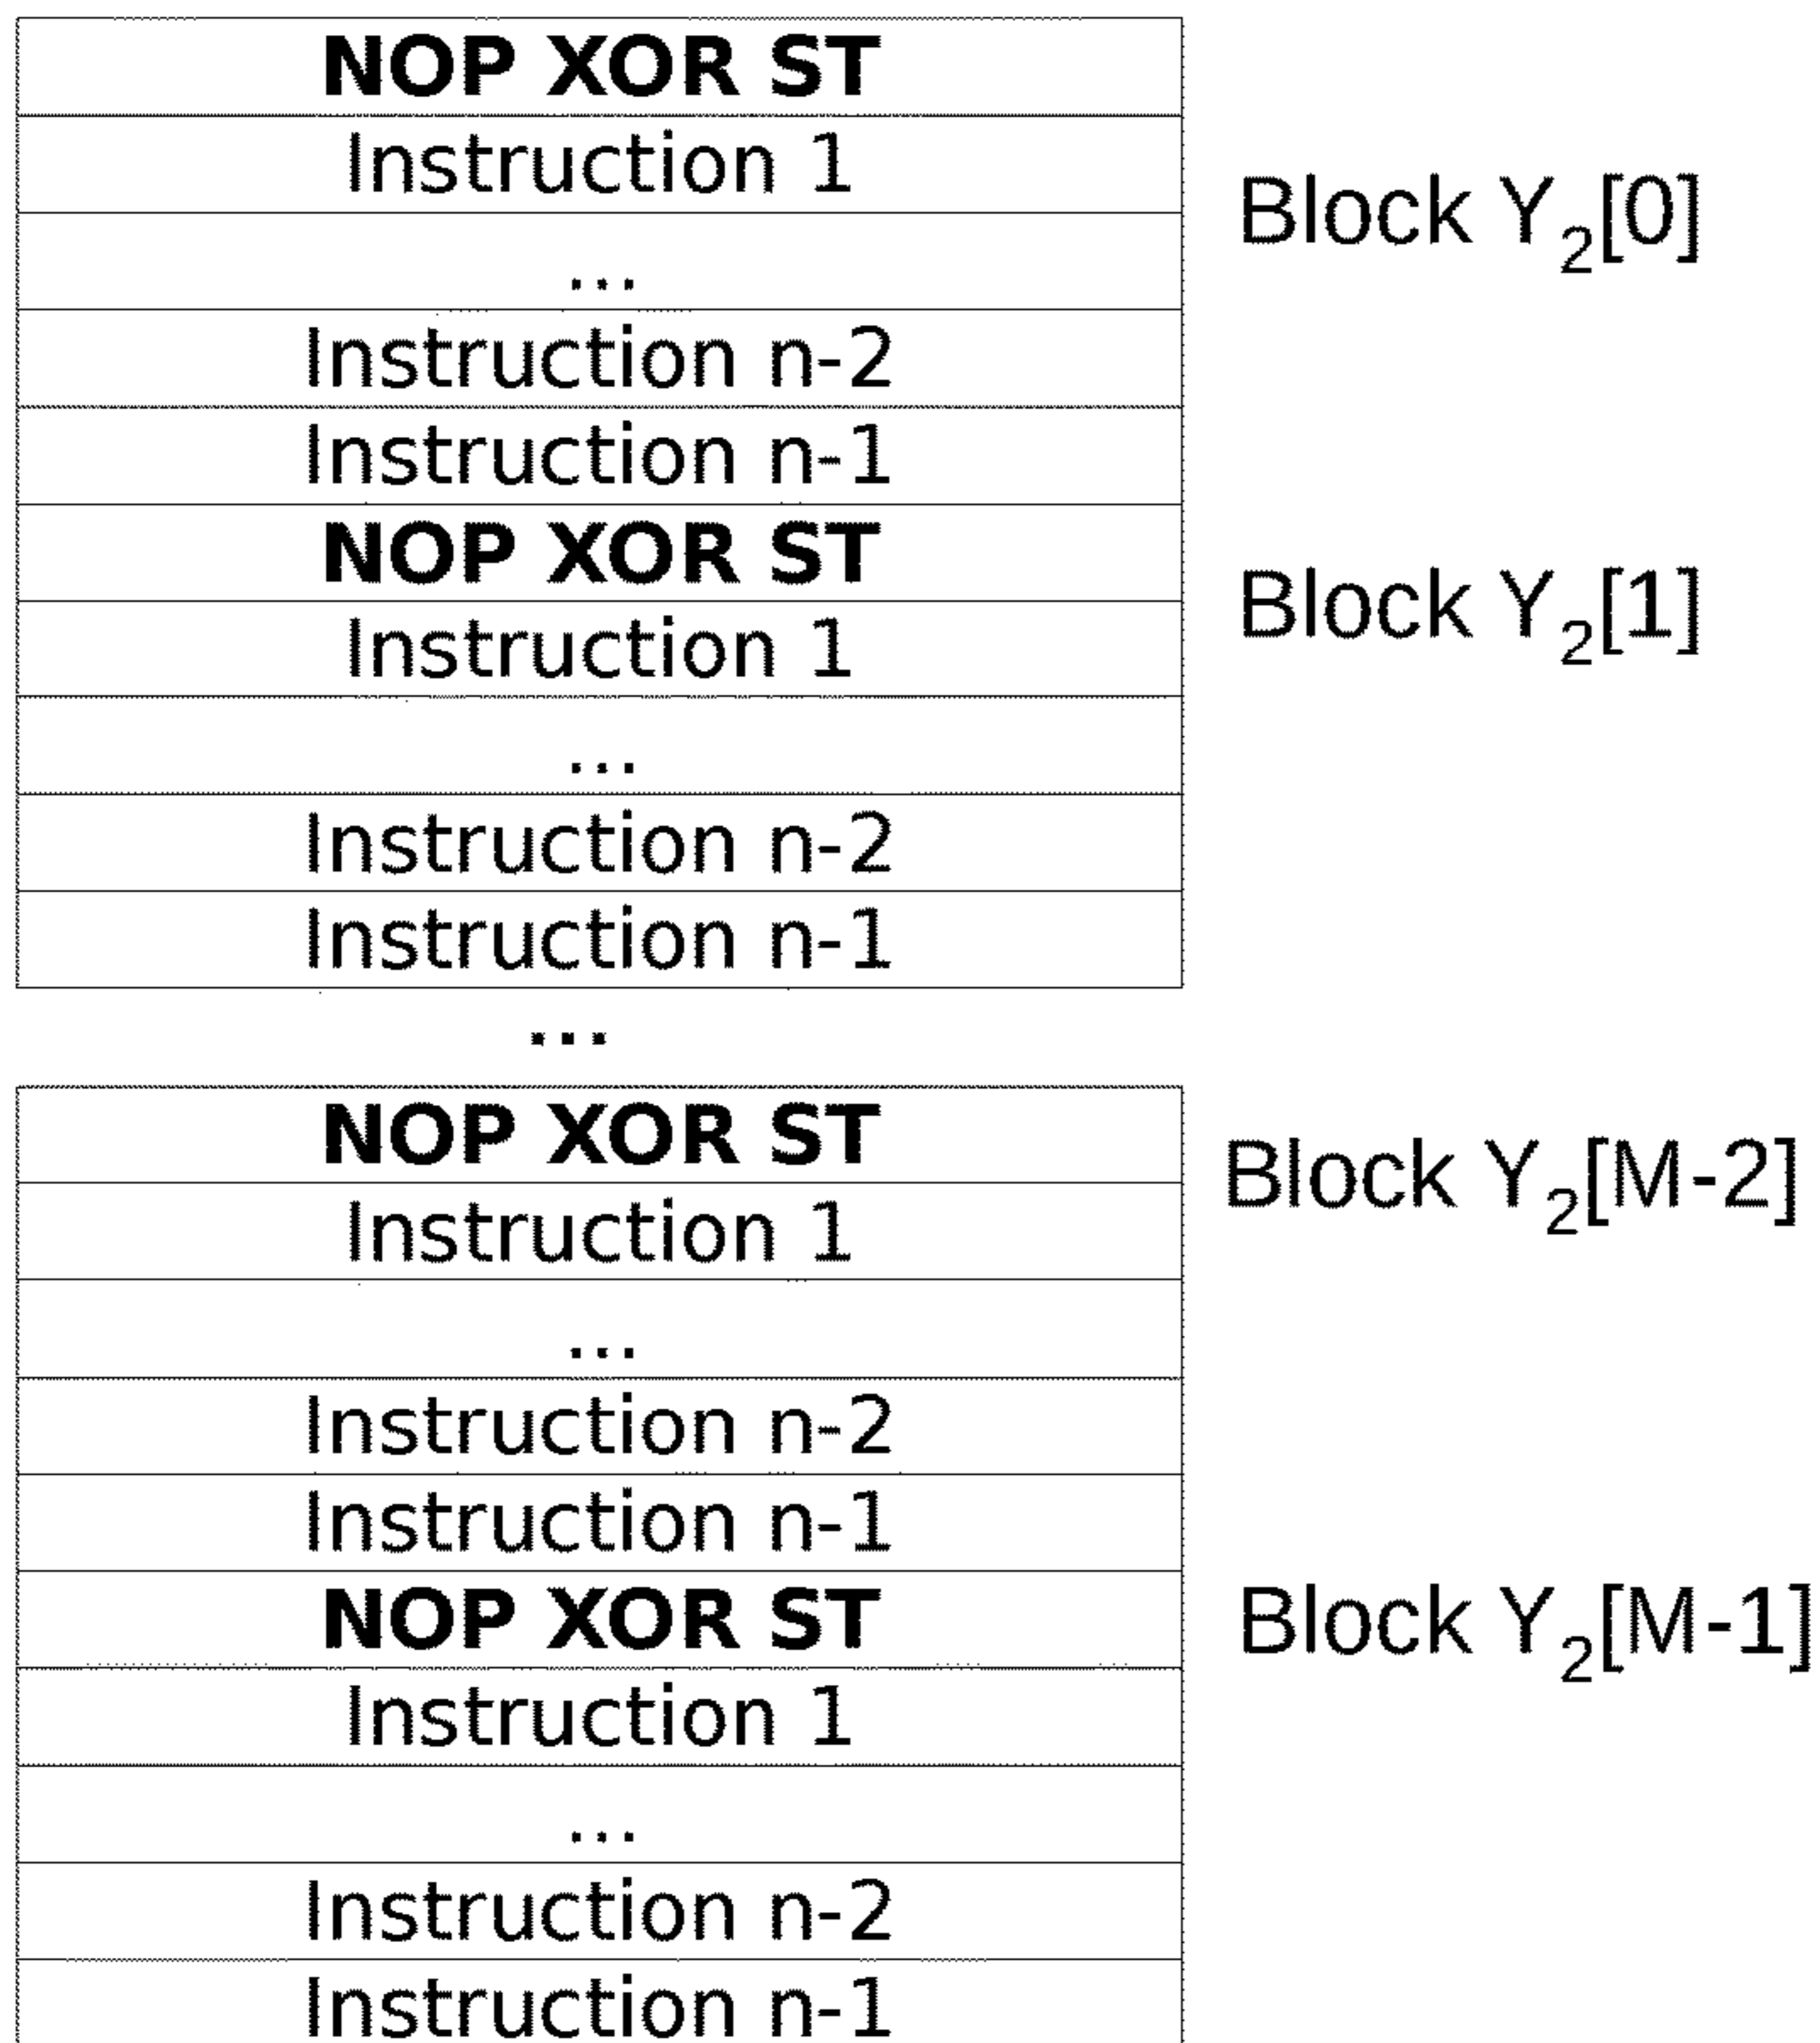 NOP XOR ST
Instruction 1
Block Y₂[0]
...
Instruction n-2
Instruction n-1
NOP XOR ST
Block Y₂[1]
Instruction 1
...
Instruction n-2
Instruction n-1
...
NOP XOR ST
Block Y₂[M-2]
Instruction 1
...
Instruction n-2
Instruction n-1
NOP XOR ST
Block Y₂[M-1]
Instruction 1
...
Instruction n-2
Instruction n-1